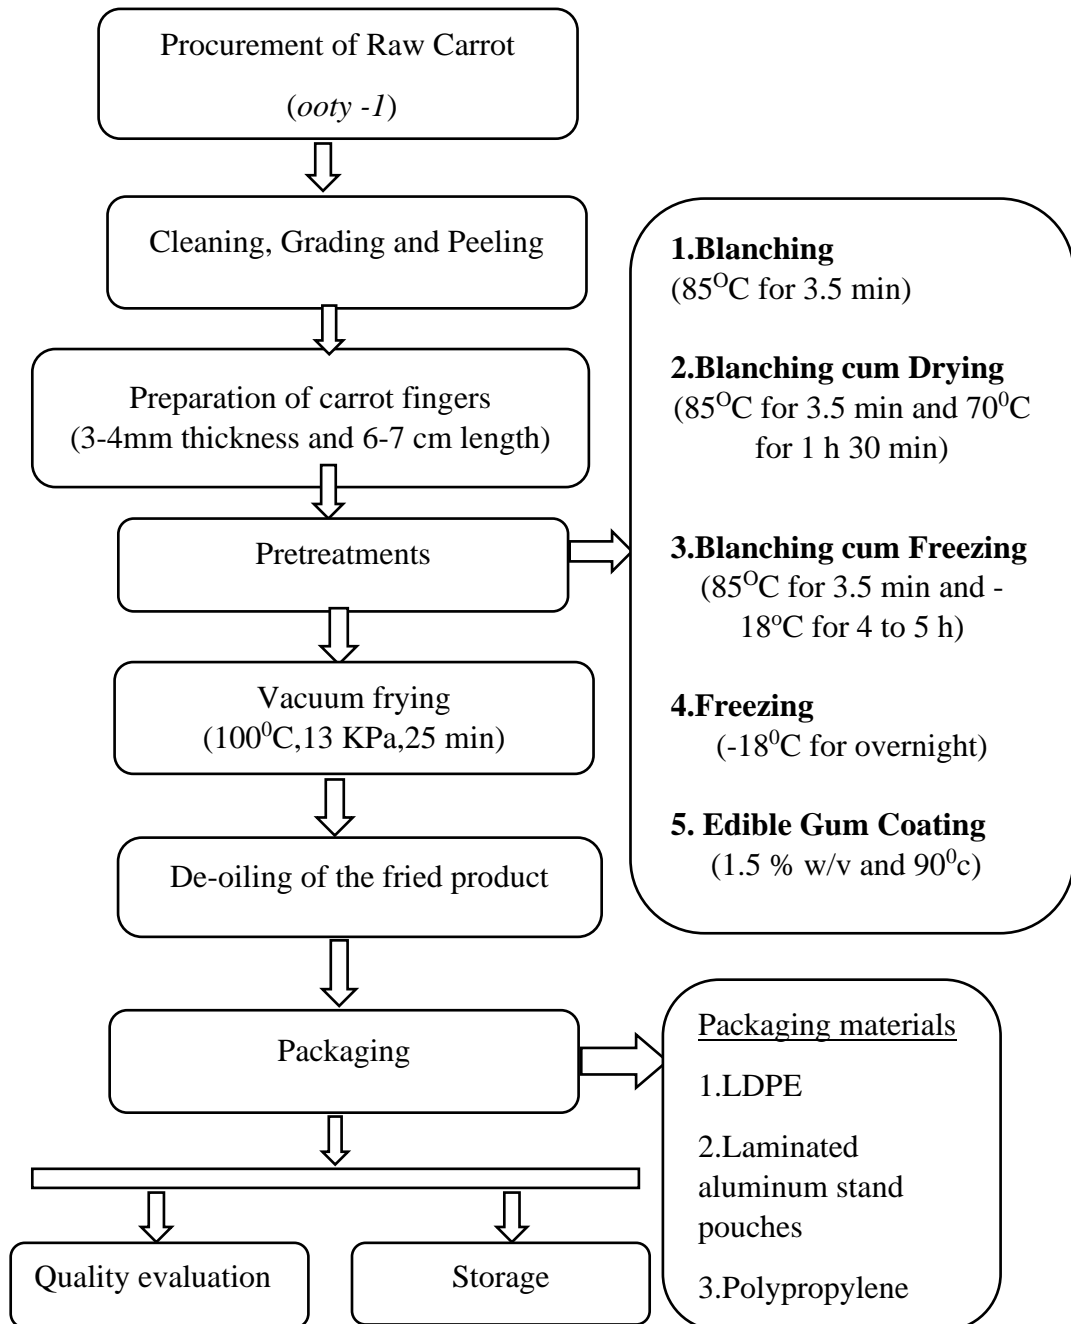 Procurement of Raw Carrot
(ooty -1)
Cleaning, Grading and Peeling
Preparation of carrot fingers
(3-4mm thickness and 6-7 cm length)
Pretreatments
Vacuum frying
(100⁰C,13 KPa,25 min)
De-oiling of the fried product
Packaging
Quality evaluation
Storage
1.Blanching
(85ᴼC for 3.5 min)
2.Blanching cum Drying
(85ᴼC for 3.5 min and 70⁰C
for 1 h 30 min)
3.Blanching cum Freezing
(85ᴼC for 3.5 min and -
18ᵒC for 4 to 5 h)
4.Freezing
(-18⁰C for overnight)
5. Edible Gum Coating
(1.5 % w/v and 90⁰c)
Packaging materials
1.LDPE
2.Laminated
aluminum stand
pouches
3.Polypropylene